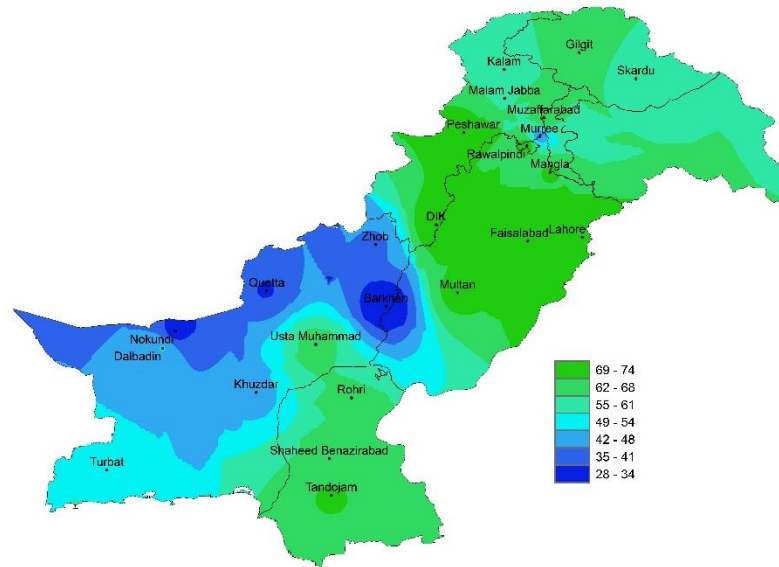 Gilgit
Kalam
Skardu
Malam Jabba
Muzaffarabad
Peshawar
Murree
Rawalpindi
Mangla
DIK
Zhob
Faisalabad
Lahore
Quetta
Multan
Barkhan
Nokundi
Usta Muhammad
Dalbadin
Khuzdar
Rohri
Shaheed Benazirabad
Turbat
Tandojam
69 - 74
62 - 68
55 - 61
49 - 54
42 - 48
35 - 41
28 - 34